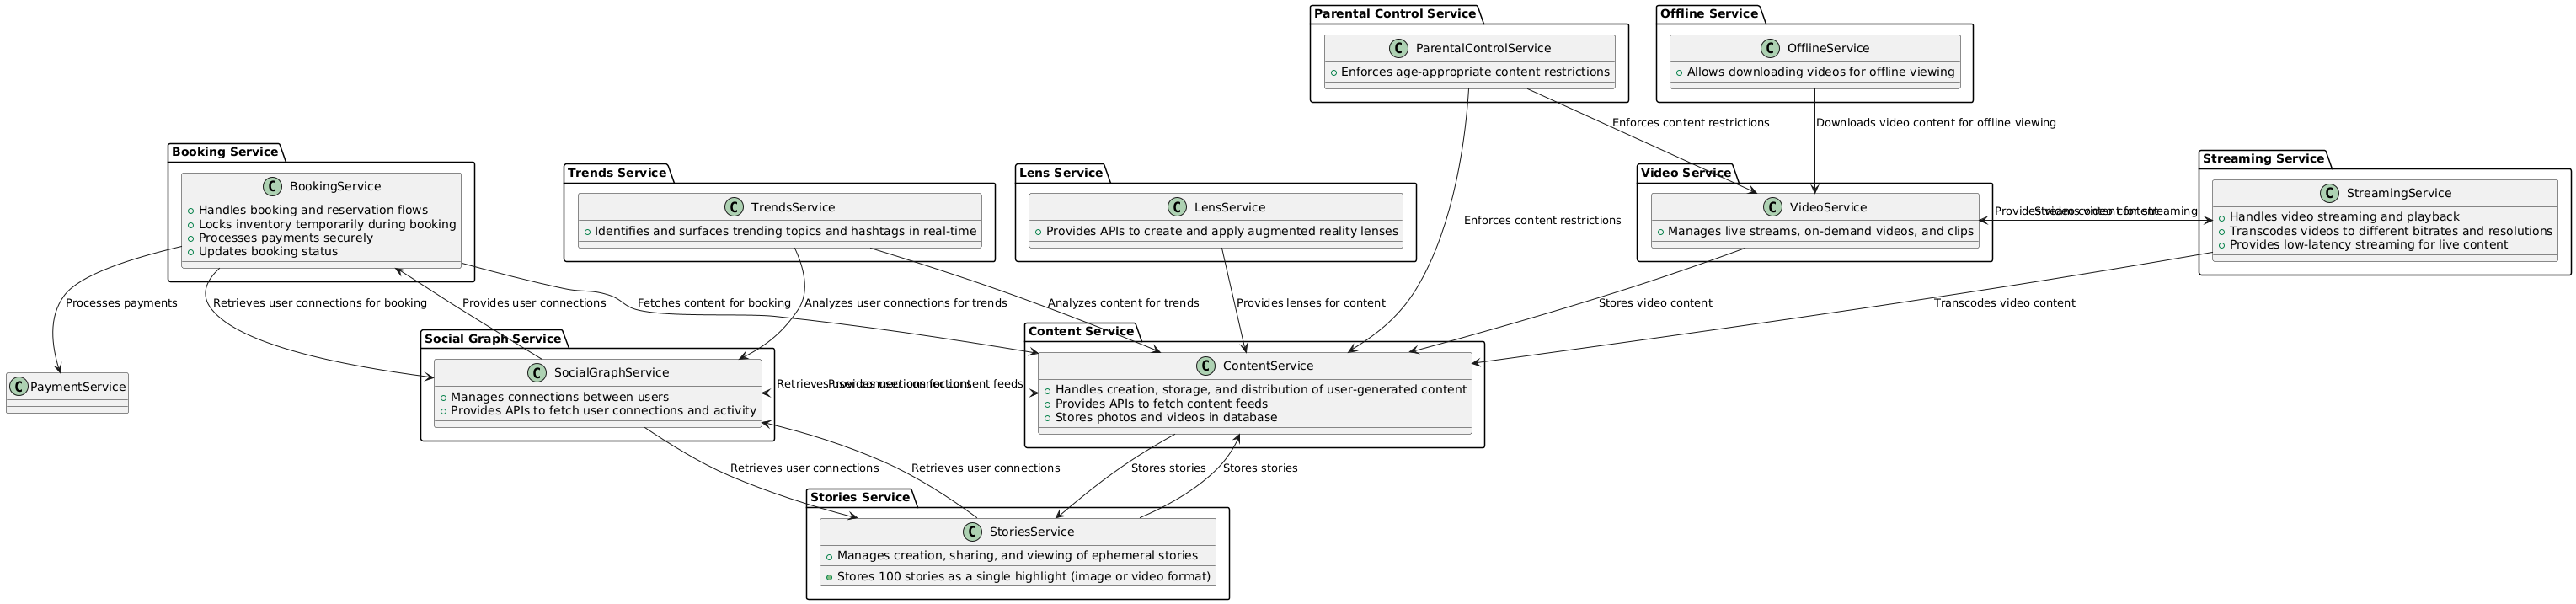 Parental Control Service
C ParentalControlService
Enforces age-appropriate content restrictions
Offline Service
C OfflineService
Allows downloading videos for offline viewing
Enforces content restrictions
Downloads video content for offline viewing
Booking Service
C BookingService
Handles booking and reservation flows
Locks inventory temporarily during booking
Processes payments securely
Updates booking status
Trends Service
C TrendsService
Identifies and surfaces trending topics and hashtags in real-time
Lens Service
C LensService
Provides APIs to create and apply augmented reality lenses
Enforces content restrictions
Video Service
C VideoService
Manages live streams, on-demand videos, and clips
Provides video content for streaming
Streams video content
Streaming Service
C StreamingService
Handles video streaming and playback
Transcodes videos to different bitrates and resolutions
Provides low-latency streaming for live content
Processes payments
Retrieves user connections for booking
Provides user connections
Fetches content for booking
Analyzes user connections for trends
Analyzes content for trends
Provides lenses for content
Stores video content
Transcodes video content
C PaymentService
Social Graph Service
C SocialGraphService
Manages connections between users
Provides APIs to fetch user connections and activity
Retrieves user connections for content feeds
Provides user connections
Content Service
C ContentService
Handles creation, storage, and distribution of user-generated content
Provides APIs to fetch content feeds
Stores photos and videos in database
Retrieves user connections
Retrieves user connections
Stores stories
Stores stories
Stories Service
C StoriesService
Manages creation, sharing, and viewing of ephemeral stories
Stores 100 stories as a single highlight (image or video format)